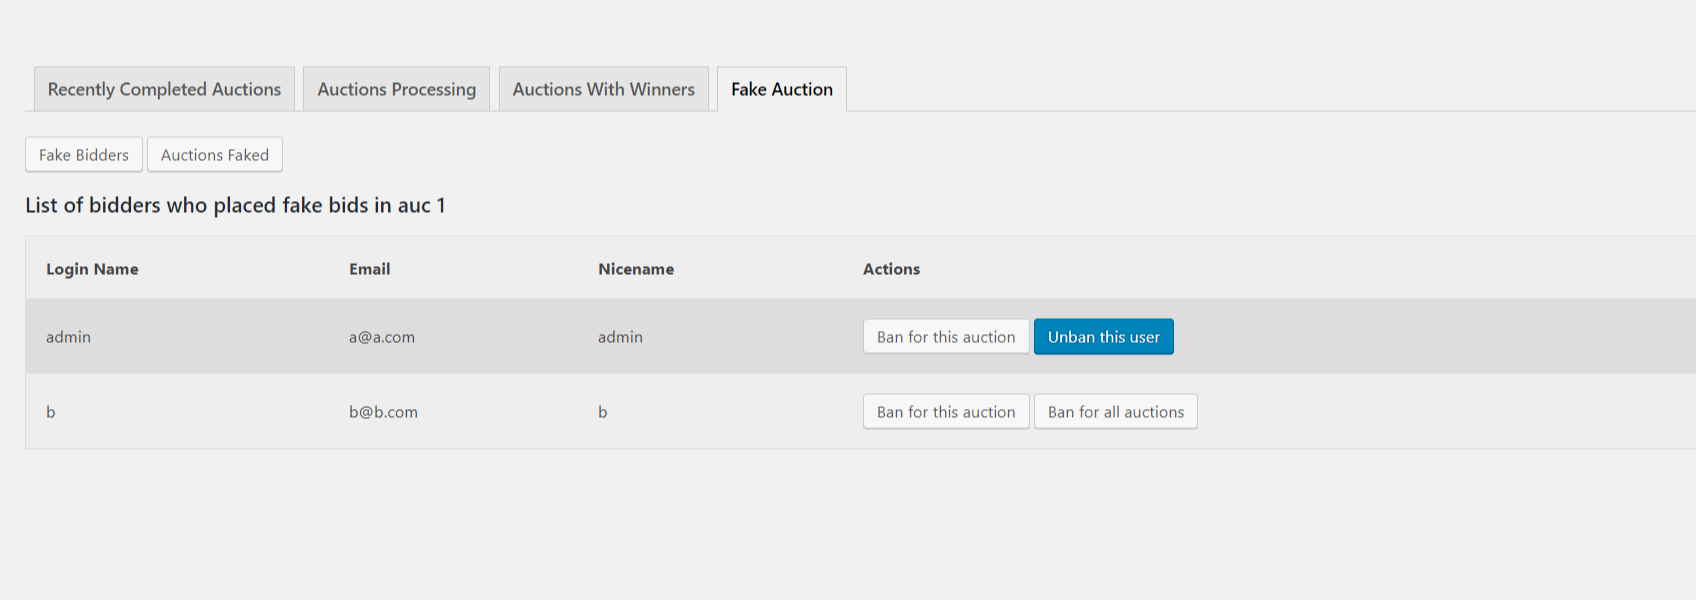 Recently Completed Auctions Auctions Processing Auctions With Winners Fake Auction
Fake Bidders Auctions Faked
List of bidders who placed fake bids in auc 1
Login Name Email Nicename Actions
admin a@a.com admin Ban for this auction Unban this user
b b@b.com b Ban for this auction Ban for all auctions